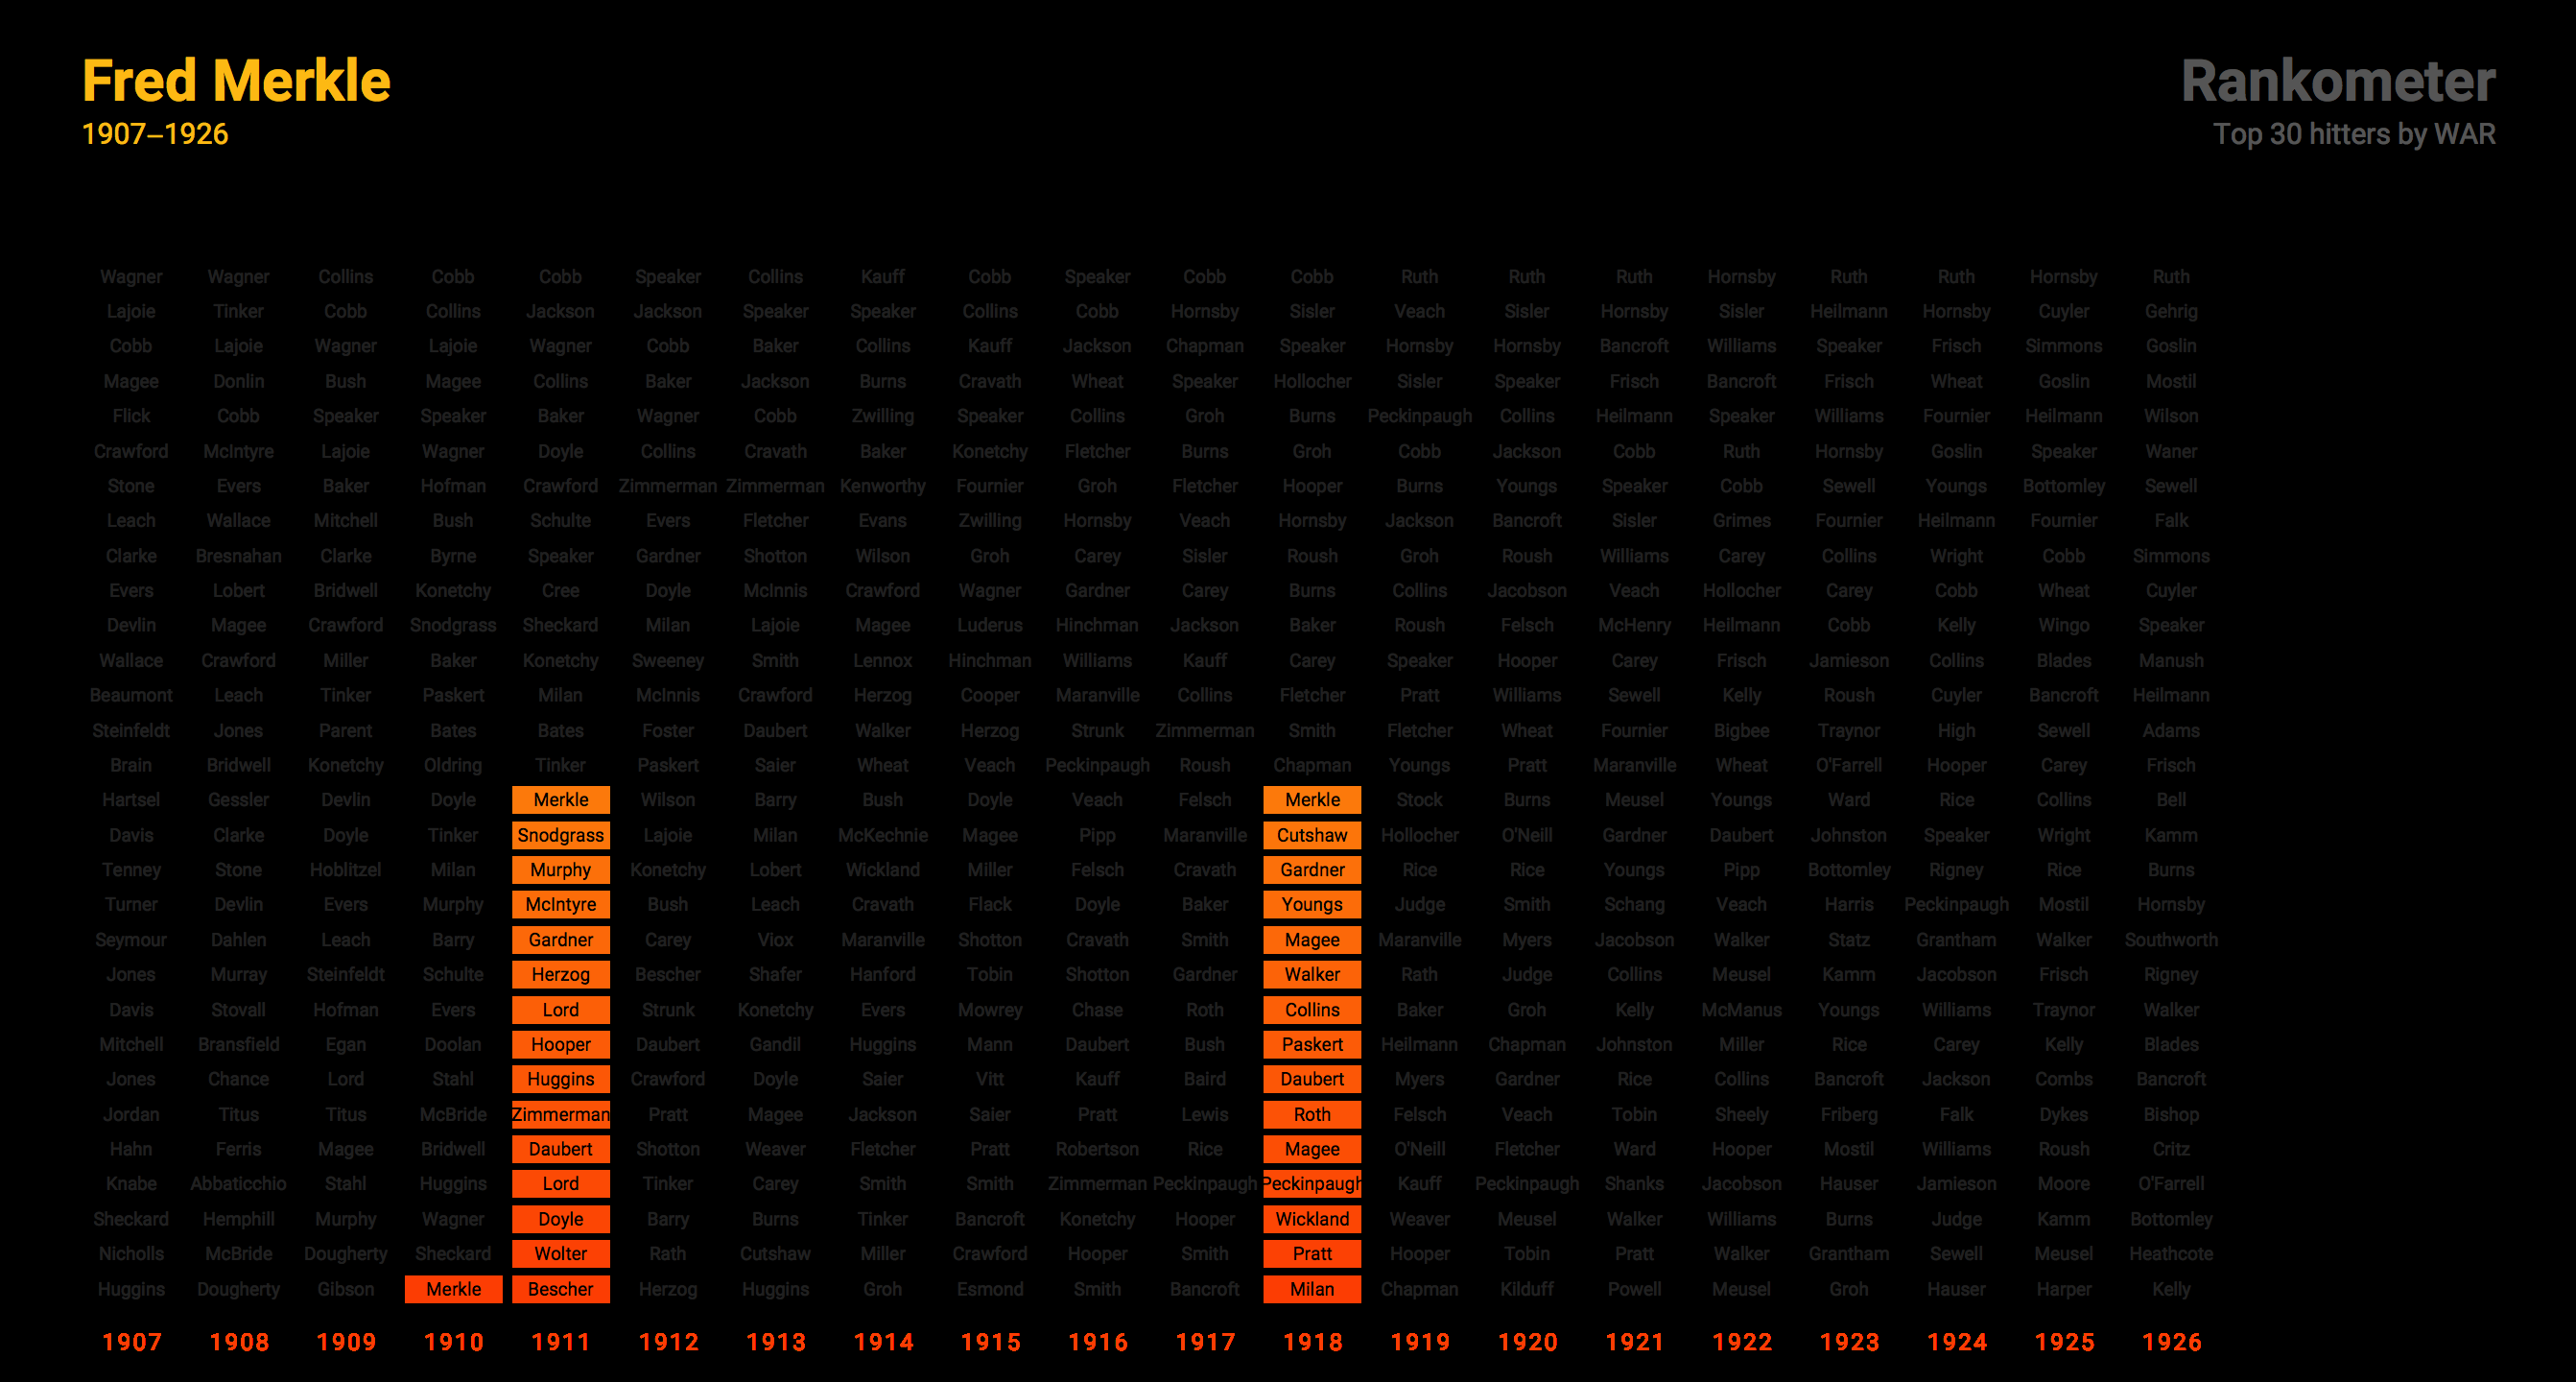 Fred Merkle
1907–1926
Rankometer
Top 30 hitters by WAR
Wagner Wagner Collins Cobb Cobb Speaker Collins Kauff Cobb Speaker Cobb Cobb Ruth Ruth Ruth Hornsby Ruth Ruth Hornsby Ruth
Lajoie Tinker Cobb Collins Jackson Jackson Speaker Speaker Collins Cobb Hornsby Sisler Veach Sisler Hornsby Sisler Heilmann Hornsby Cuyler Gehrig
Cobb Lajoie Wagner Lajoie Wagner Cobb Baker Collins Kauff Jackson Chapman Speaker Hornsby Hornsby Bancroft Williams Speaker Frisch Simmons Goslin
Magee Donlin Bush Magee Collins Baker Jackson Burns Cravath Wheat Speaker Hollocher Sisler Speaker Frisch Bancroft Frisch Wheat Goslin Mostil
Flick Cobb Speaker Speaker Baker Wagner Cobb Zwilling Speaker Collins Groh Burns Peckinpaugh Collins Heilmann Speaker Williams Fournier Heilmann Wilson
Crawford McIntyre Lajoie Wagner Doyle Collins Cravath Baker Konetchy Fletcher Burns Groh Cobb Jackson Cobb Ruth Hornsby Goslin Speaker Waner
Stone Evers Baker Hofman Crawford Zimmerman Zimmerman Kenworthy Fournier Groh Fletcher Hooper Burns Youngs Speaker Cobb Sewell Youngs Bottomley Sewell
Leach Wallace Mitchell Bush Schulte Evers Fletcher Evans Zwilling Hornsby Veach Hornsby Jackson Bancroft Sisler Grimes Fournier Heilmann Fournier Falk
Clarke Bresnahan Clarke Byrne Speaker Gardner Shotton Wilson Groh Carey Sisler Roush Groh Roush Williams Carey Collins Wright Cobb Simmons
Evers Lobert Bridwell Konetchy Cree Doyle McInnis Crawford Wagner Gardner Carey Burns Collins Jacobson Veach Hollocher Carey Cobb Wheat Cuyler
Devlin Magee Crawford Snodgrass Sheckard Milan Lajoie Magee Luderus Hinchman Jackson Baker Roush Felsch McHenry Heilmann Cobb Kelly Wingo Speaker
Wallace Crawford Miller Baker Konetchy Sweeney Smith Lennox Hinchman Williams Kauff Carey Speaker Hooper Carey Frisch Jamieson Collins Blades Manush
Beaumont Leach Tinker Paskert Milan McInnis Crawford Herzog Cooper Maranville Collins Fletcher Pratt Williams Sewell Kelly Roush Cuyler Bancroft Heilmann
Steinfeldt Jones Parent Bates Bates Foster Daubert Walker Herzog Strunk Zimmerman Smith Fletcher Wheat Fournier Bigbee Traynor High Sewell Adams
Brain Bridwell Konetchy Oldring Tinker Paskert Saier Wheat Veach Peckinpaugh Roush Chapman Youngs Pratt Maranville Wheat O'Farrell Hooper Carey Frisch
Hartsel Gessler Devlin Doyle Merkle Wilson Barry Bush Doyle Veach Felsch Merkle Stock Burns Meusel Youngs Ward Rice Collins Bell
Davis Clarke Doyle Tinker Snodgrass Lajoie Milan McKechnie Magee Pipp Maranville Cutshaw Hollocher O'Neill Gardner Daubert Johnston Speaker Wright Kamm
Tenney Stone Hoblitzel Milan Murphy Konetchy Lobert Wickland Miller Felsch Cravath Gardner Rice Rice Youngs Pipp Bottomley Rigney Rice Burns
Turner Devlin Evers Murphy McIntyre Bush Leach Cravath Flack Doyle Baker Youngs Judge Smith Schang Veach Harris Peckinpaugh Mostil Hornsby
Seymour Dahlen Leach Barry Gardner Carey Viox Maranville Shotton Cravath Smith Magee Maranville Myers Jacobson Walker Statz Grantham Walker Southworth
Jones Murray Steinfeldt Schulte Herzog Bescher Shafer Hanford Tobin Shotton Gardner Walker Rath Judge Collins Meusel Kamm Jacobson Frisch Rigney
Davis Stovall Hofman Evers Lord Strunk Konetchy Evers Mowrey Chase Roth Collins Baker Groh Kelly McManus Youngs Williams Traynor Walker
Mitchell Bransfield Egan Doolan Hooper Daubert Gandil Huggins Mann Daubert Bush Paskert Heilmann Chapman Johnston Miller Rice Carey Kelly Blades
Jones Chance Lord Stahl Huggins Crawford Doyle Saier Vitt Kauff Baird Daubert Myers Gardner Rice Collins Bancroft Jackson Combs Bancroft
Jordan Titus Titus McBride Zimmerman Pratt Magee Jackson Saier Pratt Lewis Roth Felsch Veach Tobin Sheely Friberg Falk Dykes Bishop
Hahn Ferris Magee Bridwell Daubert Shotton Weaver Fletcher Pratt Robertson Rice Magee O'Neill Fletcher Ward Hooper Mostil Williams Roush Critz
Knabe Abbaticchio Stahl Huggins Lord Tinker Carey Smith Smith Zimmerman Peckinpaugh Peckinpaugh Kauff Peckinpaugh Shanks Jacobson Hauser Jamieson Moore O'Farrell
Sheckard Hemphill Murphy Wagner Doyle Barry Burns Tinker Bancroft Konetchy Hooper Wickland Weaver Meusel Walker Williams Burns Judge Kamm Bottomley
Nicholls McBride Dougherty Sheckard Wolter Rath Cutshaw Miller Crawford Hooper Smith Pratt Hooper Tobin Pratt Walker Grantham Sewell Meusel Heathcote
Huggins Dougherty Gibson Merkle Bescher Herzog Huggins Groh Esmond Smith Bancroft Milan Chapman Kilduff Powell Meusel Groh Hauser Harper Kelly
1907 1908 1909 1910 1911 1912 1913 1914 1915 1916 1917 1918 1919 1920 1921 1922 1923 1924 1925 1926